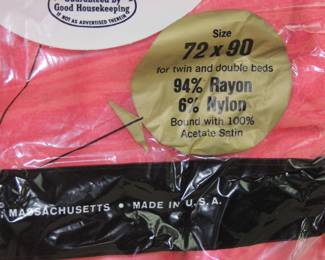 Guaranteed by
Good Housekeeping
IF NOT AS ADVERTISED THEREIN
Size
72 x 90
for twin and double beds
94% Rayon
6% Nylon
Bound with 100%
Acetate Satin
MASSACHUSETTS • MADE IN U.S.A.